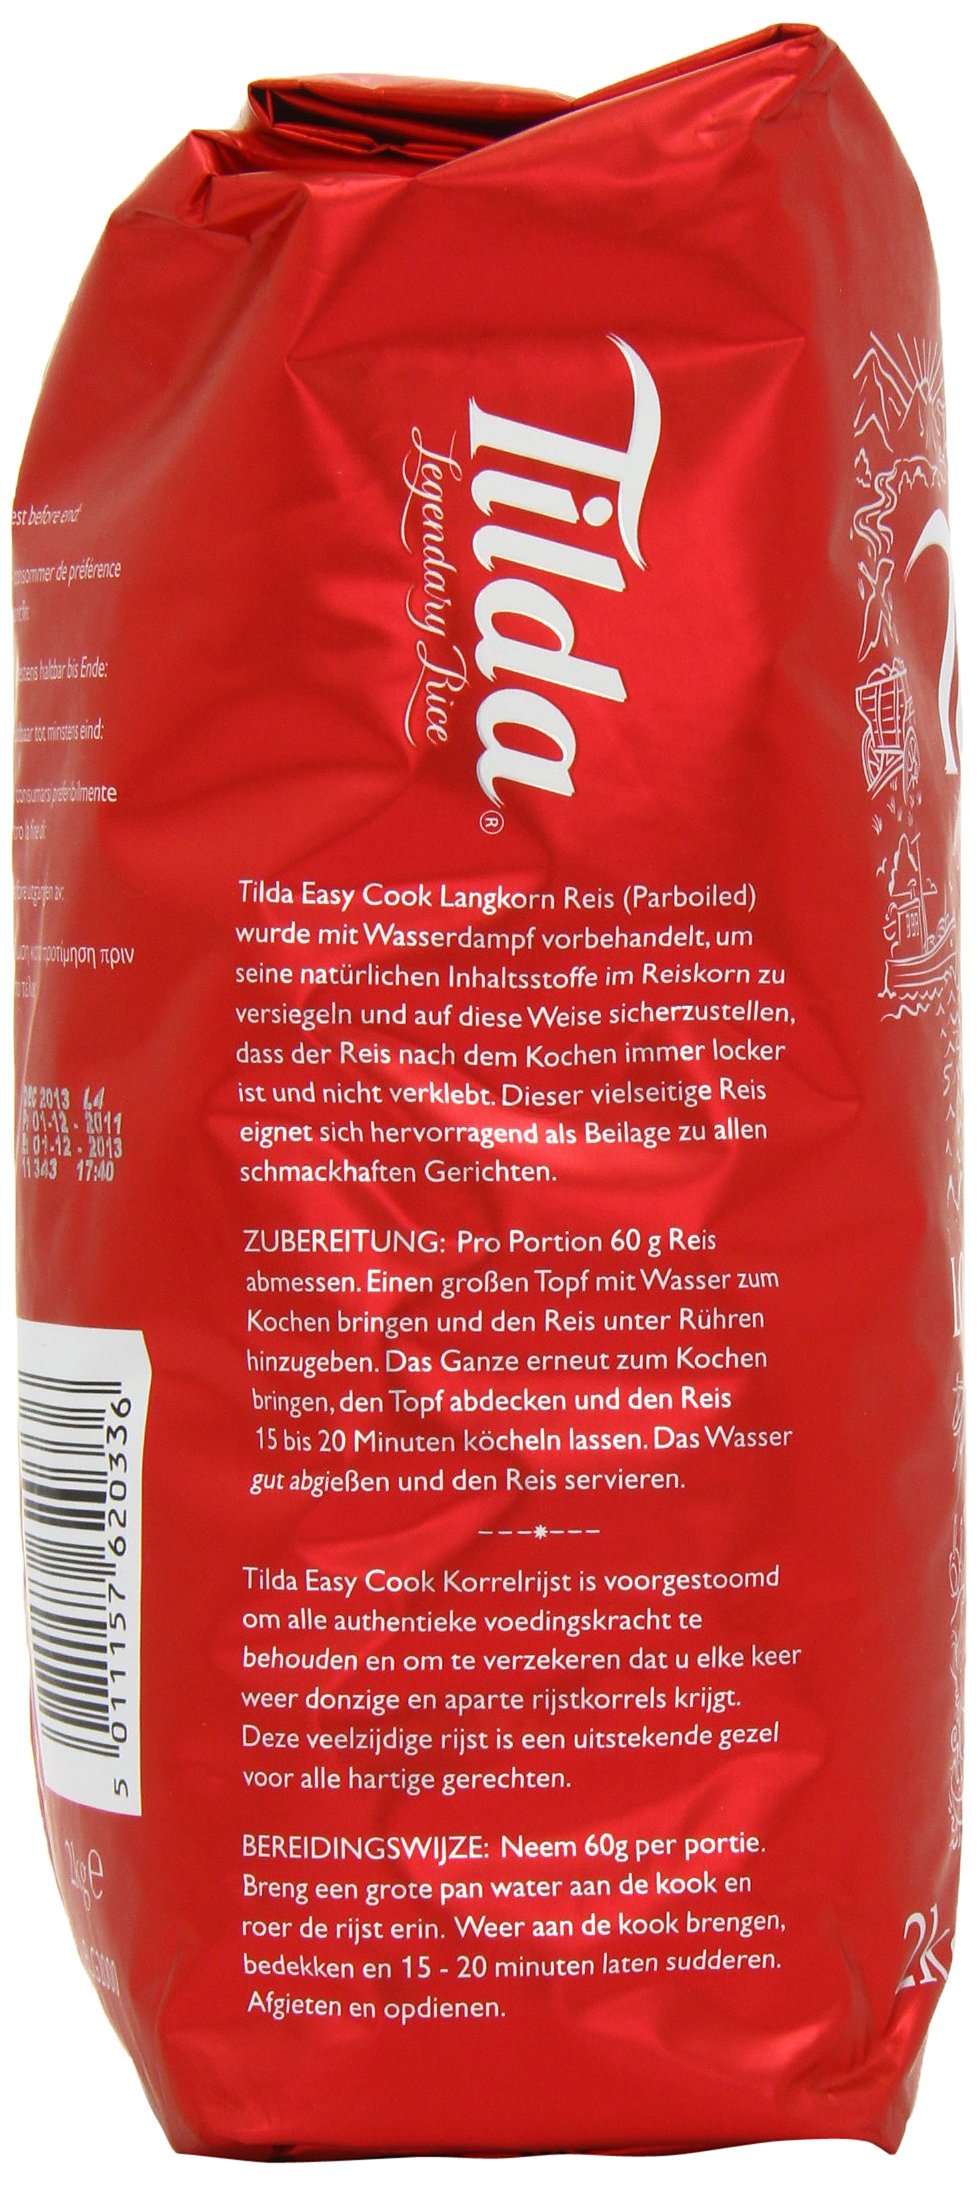 Tilda®
Legendary Rice
Tilda Easy Cook Langkorn Reis (Parboiled)
wurde mit Wasserdampf vorbehandelt, um
seine natürlichen Inhaltsstoffe im Reiskorn zu
versiegeln und auf diese Weise sicherzustellen,
dass der Reis nach dem Kochen immer locker
ist und nicht verklebt. Dieser vielseitige Reis
eignet sich hervorragend als Beilage zu allen
schmackhaften Gerichten.
ZUBEREITUNG: Pro Portion 60 g Reis
abmessen. Einen großen Topf mit Wasser zum
Kochen bringen und den Reis unter Rühren
hinzugeben. Das Ganze erneut zum Kochen
bringen, den Topf abdecken und den Reis
15 bis 20 Minuten köcheln lassen. Das Wasser
gut abgießen und den Reis servieren.
Tilda Easy Cook Korrelrijst is voorgestoomd
om alle authentieke voedingskracht te
behouden en om te verzekeren dat u elke keer
weer donzige en aparte rijstkorrels krijgt.
Deze veelzijdige rijst is een uitstekende gezel
voor alle hartige gerechten.
BEREIDINGSWIJZE: Neem 60g per portie.
Breng een grote pan water aan de kook en
roer de rijst erin. Weer aan de kook brengen,
bedekken en 15 - 20 minuten laten sudderen.
Afgieten en opdienen.
before end
de préférence
haltbar bis Ende:
tot minstens eind:
προτίμηση πριν
2013 L4
01-12 - 2011
01-12 - 2013
11343 17:40
5 011157 620336
2kg e
2k